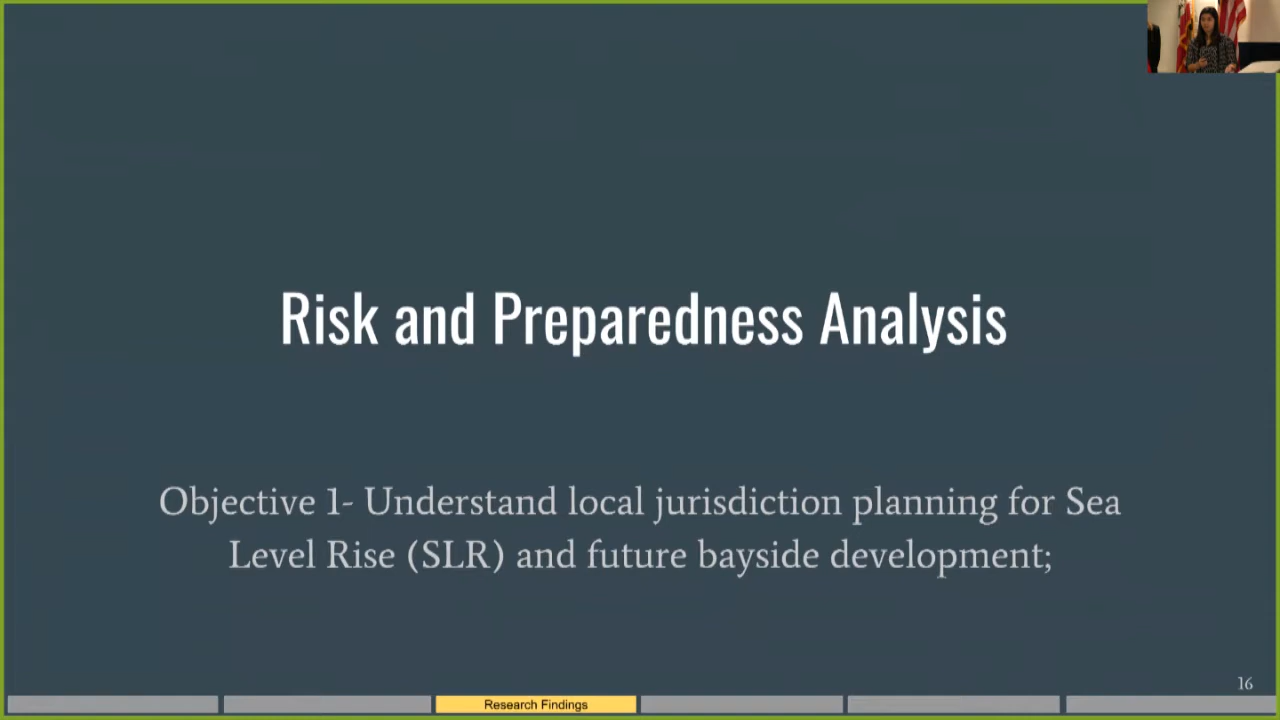 Risk and Preparedness Analysis
Objective 1- Understand local jurisdiction planning for Sea
Level Rise (SLR) and future bayside development;
16
Research Findings